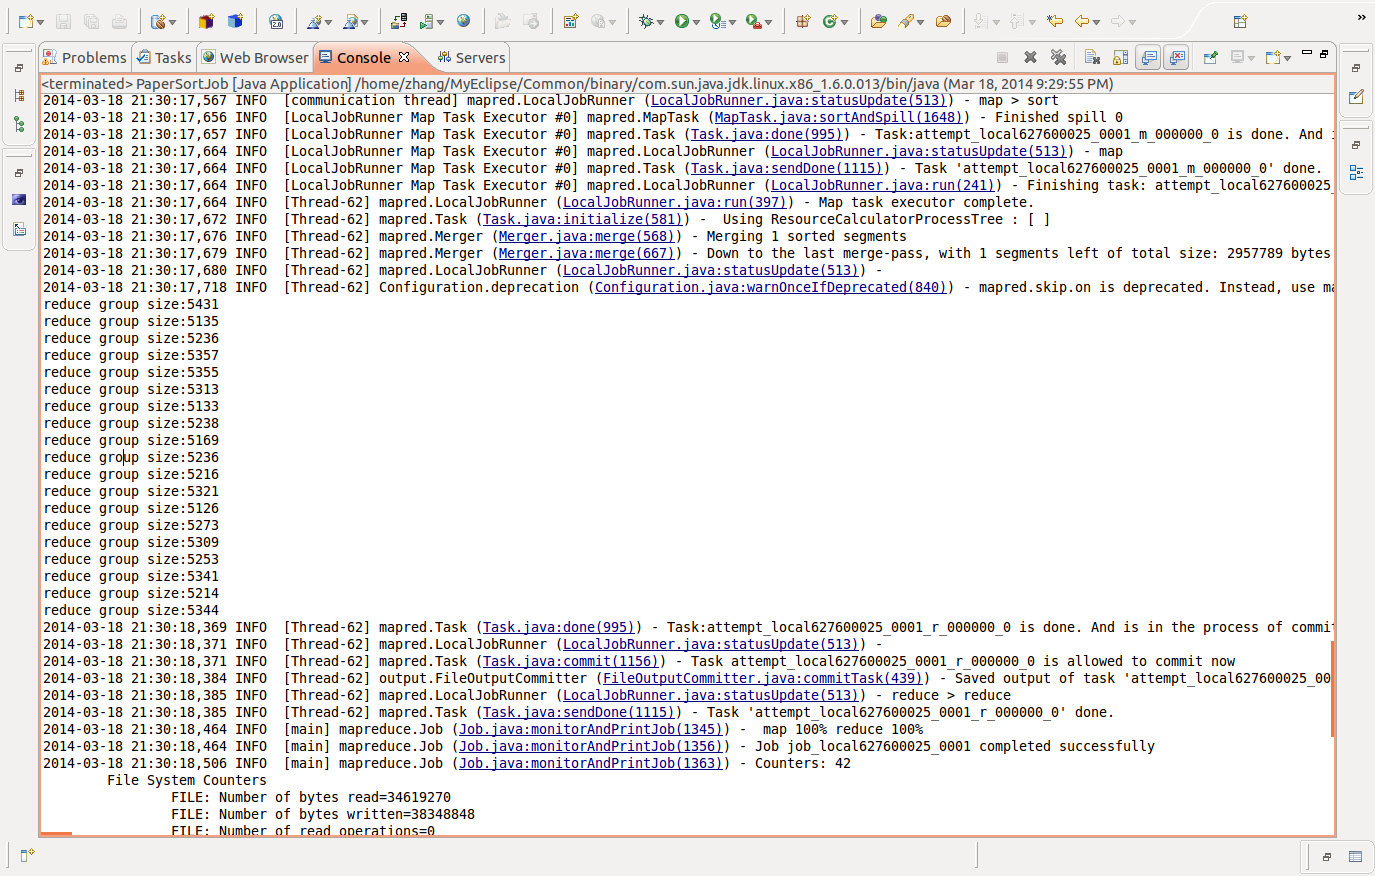 Problems Tasks Web Browser Console Servers
<terminated> PaperSortJob [Java Application] /home/zhang/MyEclipse/Common/binary/com.sun.java.jdk.linux.x86_1.6.0.013/bin/java (Mar 18, 2014 9:29:55 PM)
2014-03-18 21:30:17,567 INFO  [communication thread] mapred.LocalJobRunner (LocalJobRunner.java:statusUpdate(513)) - map > sort
2014-03-18 21:30:17,656 INFO  [LocalJobRunner Map Task Executor #0] mapred.MapTask (MapTask.java:sortAndSpill(1648)) - Finished spill 0
2014-03-18 21:30:17,657 INFO  [LocalJobRunner Map Task Executor #0] mapred.Task (Task.java:done(995)) - Task:attempt_local627600025_0001_m_000000_0 is done. And i
2014-03-18 21:30:17,664 INFO  [LocalJobRunner Map Task Executor #0] mapred.LocalJobRunner (LocalJobRunner.java:statusUpdate(513)) - map
2014-03-18 21:30:17,664 INFO  [LocalJobRunner Map Task Executor #0] mapred.Task (Task.java:sendDone(1115)) - Task 'attempt_local627600025_0001_m_000000_0' done.
2014-03-18 21:30:17,664 INFO  [LocalJobRunner Map Task Executor #0] mapred.LocalJobRunner (LocalJobRunner.java:run(241)) - Finishing task: attempt_local627600025_
2014-03-18 21:30:17,664 INFO  [Thread-62] mapred.LocalJobRunner (LocalJobRunner.java:run(397)) - Map task executor complete.
2014-03-18 21:30:17,672 INFO  [Thread-62] mapred.Task (Task.java:initialize(581)) -  Using ResourceCalculatorProcessTree : [ ]
2014-03-18 21:30:17,676 INFO  [Thread-62] mapred.Merger (Merger.java:merge(568)) - Merging 1 sorted segments
2014-03-18 21:30:17,679 INFO  [Thread-62] mapred.Merger (Merger.java:merge(667)) - Down to the last merge-pass, with 1 segments left of total size: 2957789 bytes
2014-03-18 21:30:17,680 INFO  [Thread-62] mapred.LocalJobRunner (LocalJobRunner.java:statusUpdate(513)) -
2014-03-18 21:30:17,718 INFO  [Thread-62] Configuration.deprecation (Configuration.java:warnOnceIfDeprecated(840)) - mapred.skip.on is deprecated. Instead, use ma
reduce group size:5431
reduce group size:5135
reduce group size:5236
reduce group size:5357
reduce group size:5355
reduce group size:5313
reduce group size:5133
reduce group size:5238
reduce group size:5169
reduce group size:5236
reduce group size:5216
reduce group size:5321
reduce group size:5126
reduce group size:5273
reduce group size:5309
reduce group size:5253
reduce group size:5341
reduce group size:5214
reduce group size:5344
2014-03-18 21:30:18,369 INFO  [Thread-62] mapred.Task (Task.java:done(995)) - Task:attempt_local627600025_0001_r_000000_0 is done. And is in the process of commit
2014-03-18 21:30:18,371 INFO  [Thread-62] mapred.LocalJobRunner (LocalJobRunner.java:statusUpdate(513)) -
2014-03-18 21:30:18,371 INFO  [Thread-62] mapred.Task (Task.java:commit(1156)) - Task attempt_local627600025_0001_r_000000_0 is allowed to commit now
2014-03-18 21:30:18,384 INFO  [Thread-62] output.FileOutputCommitter (FileOutputCommitter.java:commitTask(439)) - Saved output of task 'attempt_local627600025_00
2014-03-18 21:30:18,385 INFO  [Thread-62] mapred.LocalJobRunner (LocalJobRunner.java:statusUpdate(513)) - reduce > reduce
2014-03-18 21:30:18,385 INFO  [Thread-62] mapred.Task (Task.java:sendDone(1115)) - Task 'attempt_local627600025_0001_r_000000_0' done.
2014-03-18 21:30:18,464 INFO  [main] mapreduce.Job (Job.java:monitorAndPrintJob(1345)) -  map 100% reduce 100%
2014-03-18 21:30:18,464 INFO  [main] mapreduce.Job (Job.java:monitorAndPrintJob(1356)) - Job job_local627600025_0001 completed successfully
2014-03-18 21:30:18,506 INFO  [main] mapreduce.Job (Job.java:monitorAndPrintJob(1363)) - Counters: 42
File System Counters
FILE: Number of bytes read=34619270
FILE: Number of bytes written=38348848
FILE: Number of read operations=0